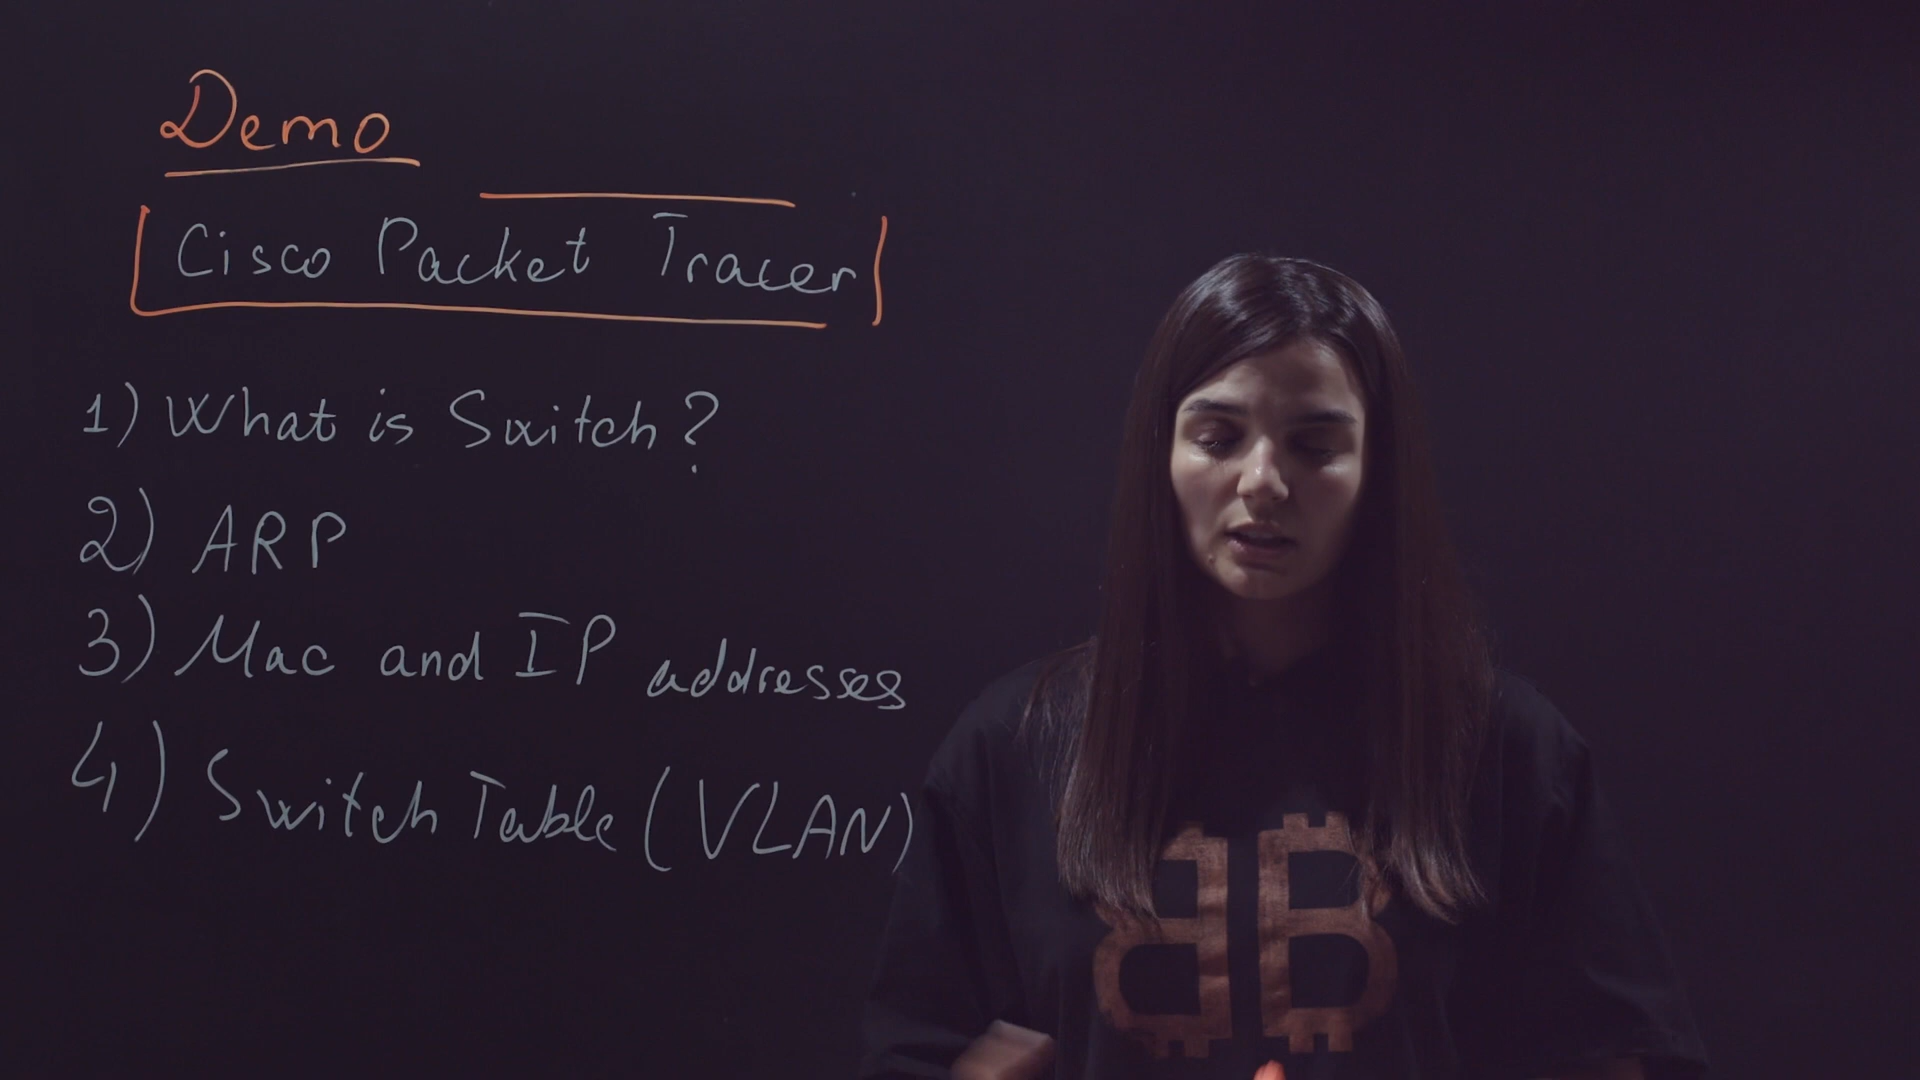 Demo
Cisco Packet Tracer
1) What is Switch?
2) ARP
3) Mac and IP addresses
4) Switch Table (VLAN)